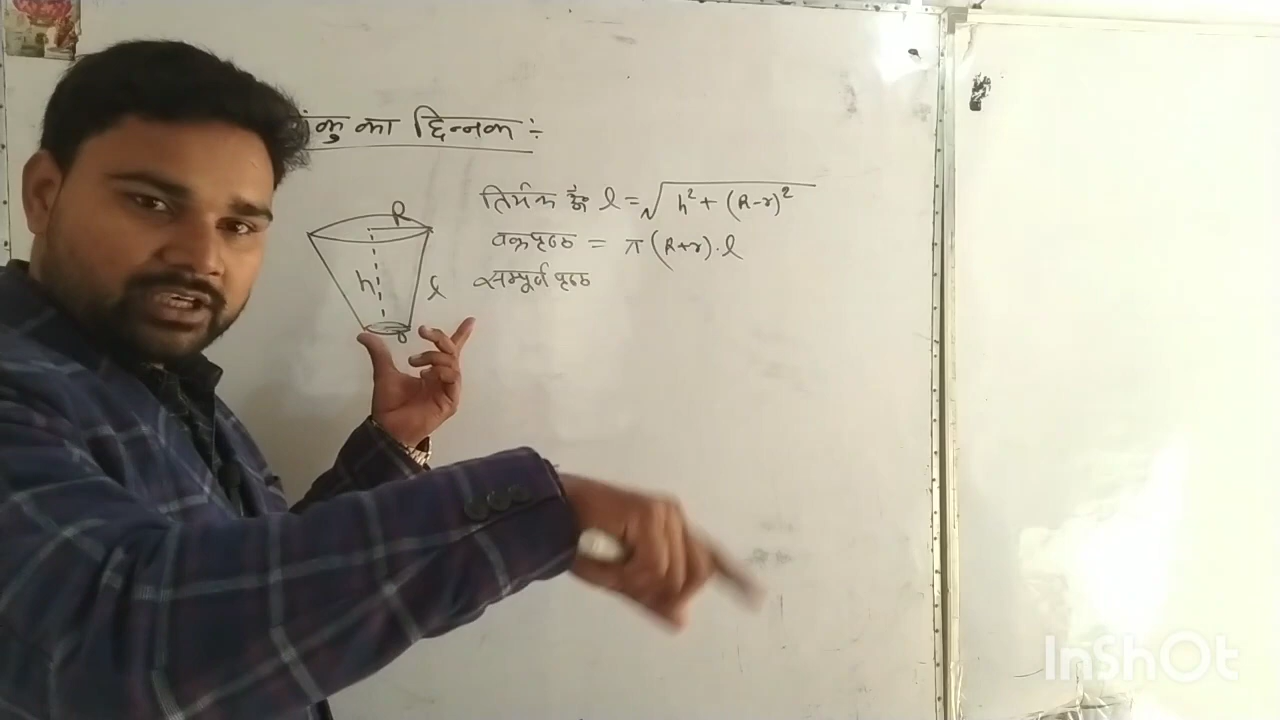 शंकु का छिन्नक ÷
R
h
l
r
तिर्यक ऊँ l = √h² + (R-r)²
वक्रपृष्ठ = π (R+r) . l
सम्पूर्ण पृष्ठ
InShOt